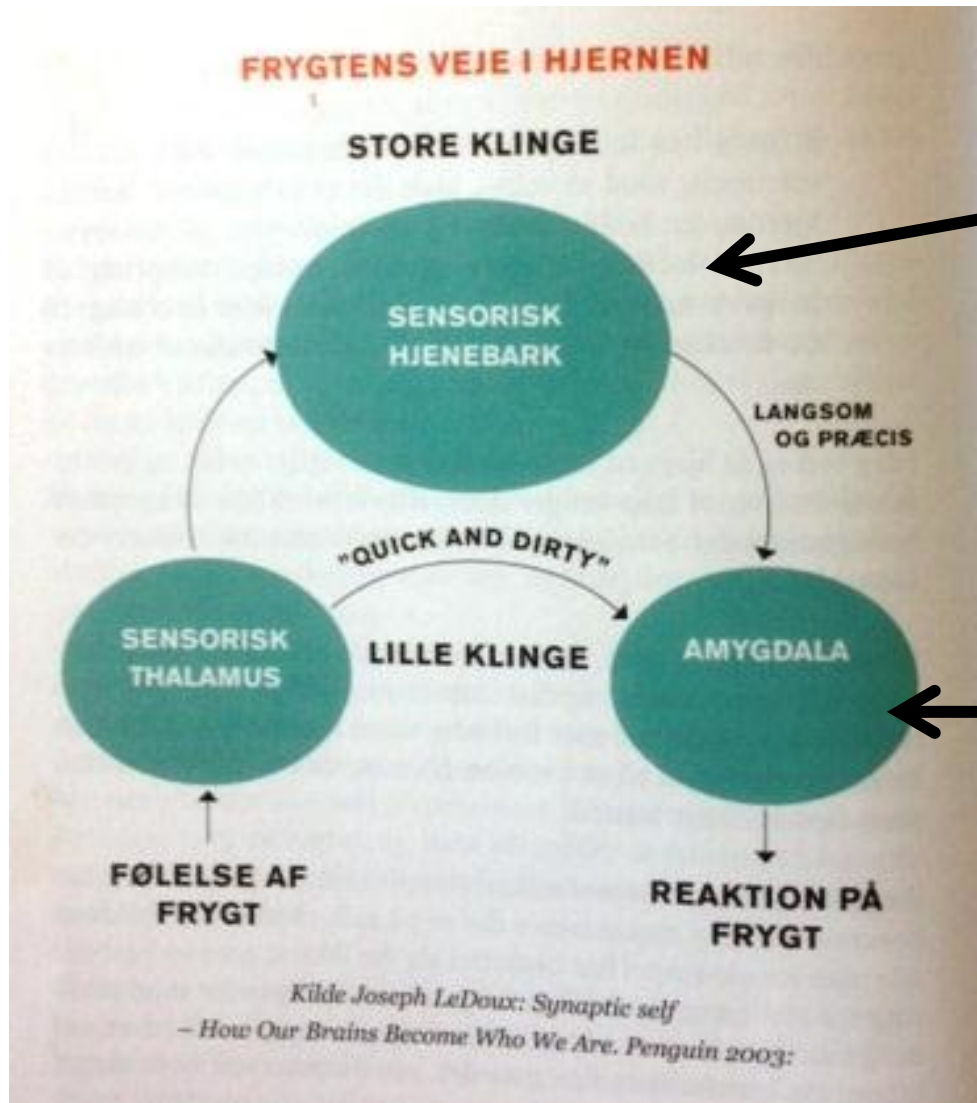 FRYGTENS VEJE I HJERNEN
STORE KLINGE
SENSORISK
HJENEBARK
LANGSOM
OG PRÆCIS
"QUICK AND DIRTY"
SENSORISK
THALAMUS
LILLE KLINGE
AMYGDALA
FØLELSE AF
FRYGT
REAKTION PÅ
FRYGT
Kilde Joseph LeDoux: Synaptic self
– How Our Brains Become Who We Are. Penguin 2003: